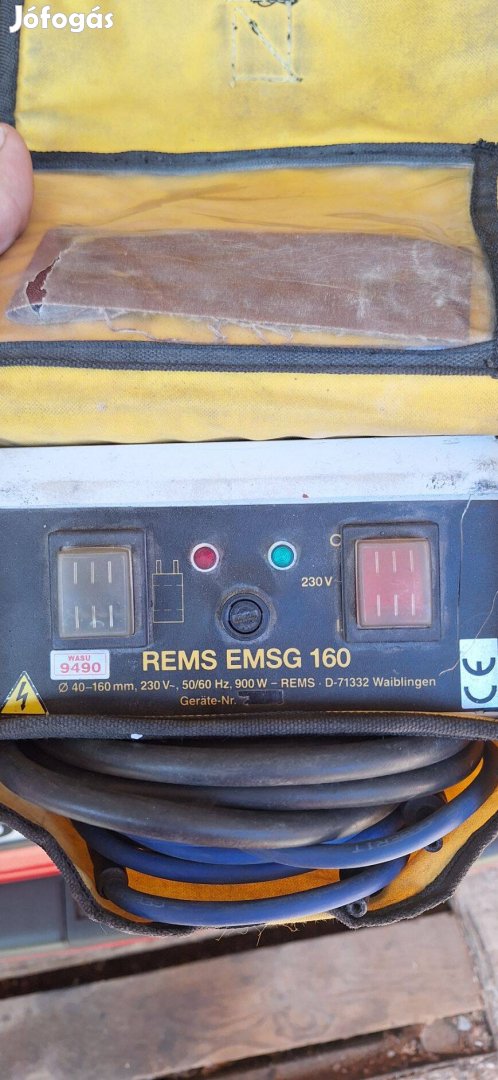 Jófogás
230 V
WASU
9490
REMS EMSG 160
Ø 40–160 mm, 230 V~, 50/60 Hz, 900 W – REMS · D-71332 Waiblingen
Geräte-Nr.
CE